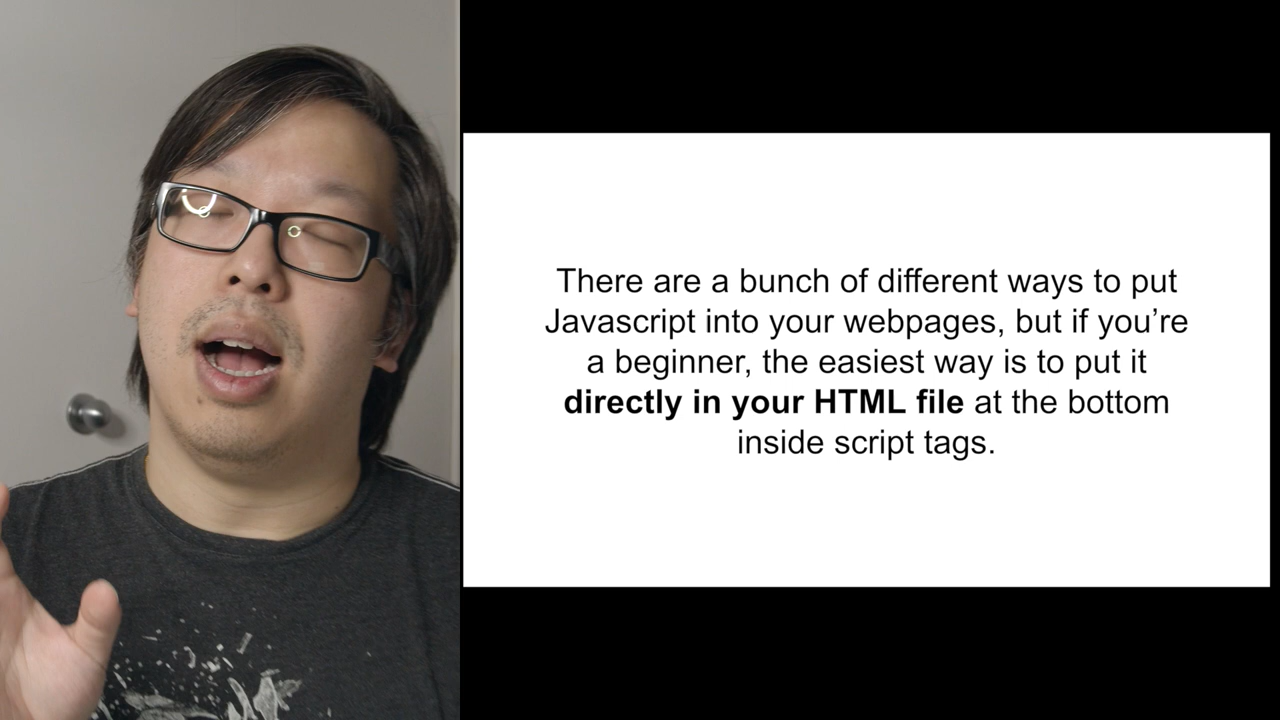 There are a bunch of different ways to put
Javascript into your webpages, but if you’re
a beginner, the easiest way is to put it
directly in your HTML file at the bottom
inside script tags.